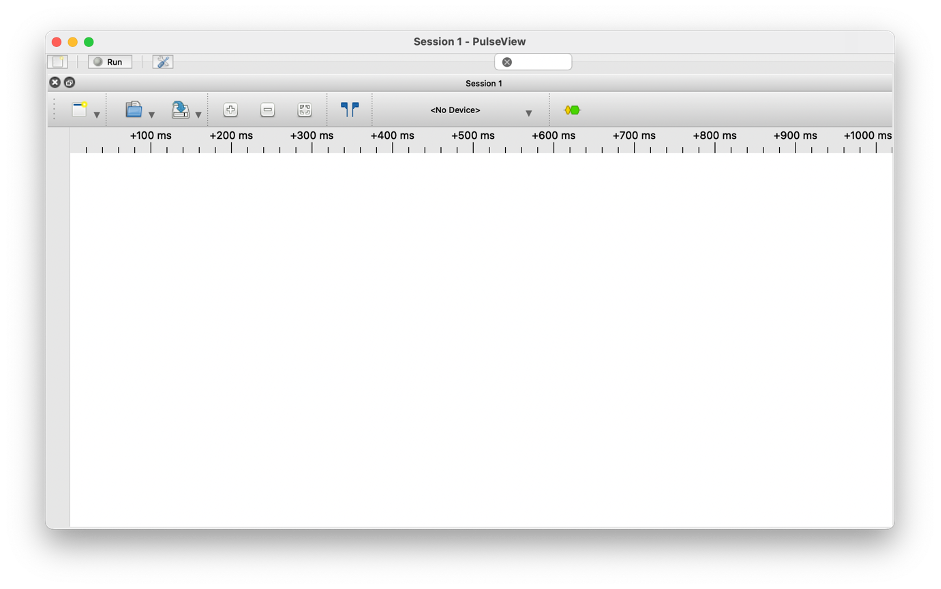 Session 1 - PulseView
Run
Session 1
<No Device>
+100 ms +200 ms +300 ms +400 ms +500 ms +600 ms +700 ms +800 ms +900 ms +1000 ms